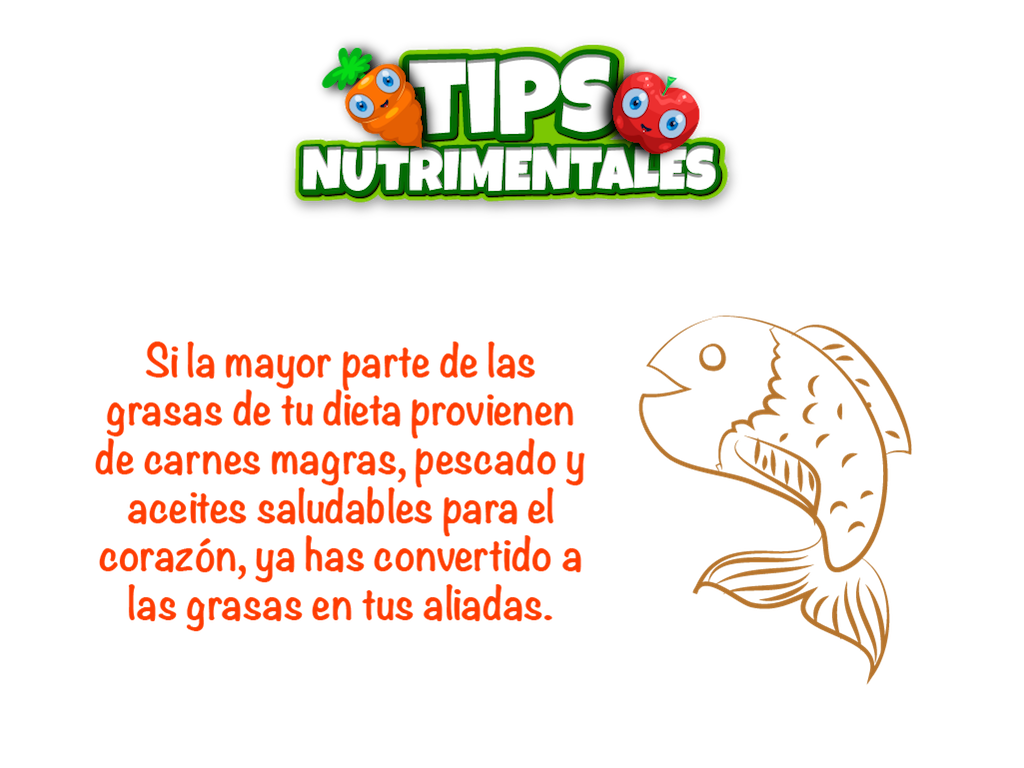 TIPS
NUTRIMENTALES
Si la mayor parte de las
grasas de tu dieta provienen
de carnes magras, pescado y
aceites saludables para el
corazón, ya has convertido a
las grasas en tus aliadas.